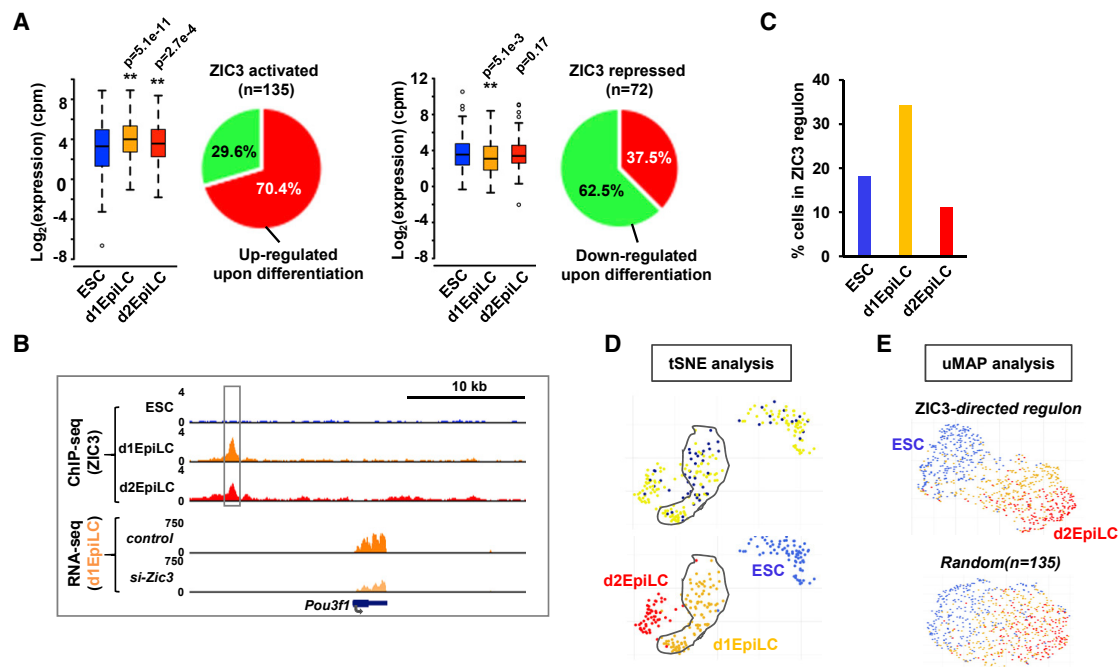 A
Log2(expression) (cpm)
8
4
0
-4
-8
p=5.1e-11
p=2.7e-4
**
**
ESC
d1EpiLC
d2EpiLC
ZIC3 activated
(n=135)
29.6%
70.4%
Up-regulated
upon differentiation
Log2(expression) (cpm)
12
8
4
0
-4
-8
p=5.1e-3
p=0.17
**
ESC
d1EpiLC
d2EpiLC
ZIC3 repressed
(n=72)
37.5%
62.5%
Down-regulated
upon differentiation
C
% cells in ZIC3 regulon
40
30
20
10
0
ESC
d1EpiLC
d2EpiLC
B
10 kb
ChIP-seq
(ZIC3)
ESC
4
0
d1EpiLC
4
0
d2EpiLC
4
0
RNA-seq
(d1EpiLC)
control
750
0
si-Zic3
750
0
Pou3f1
D
tSNE analysis
d2EpiLC
ESC
d1EpiLC
E
uMAP analysis
ZIC3-directed regulon
ESC
d2EpiLC
Random(n=135)